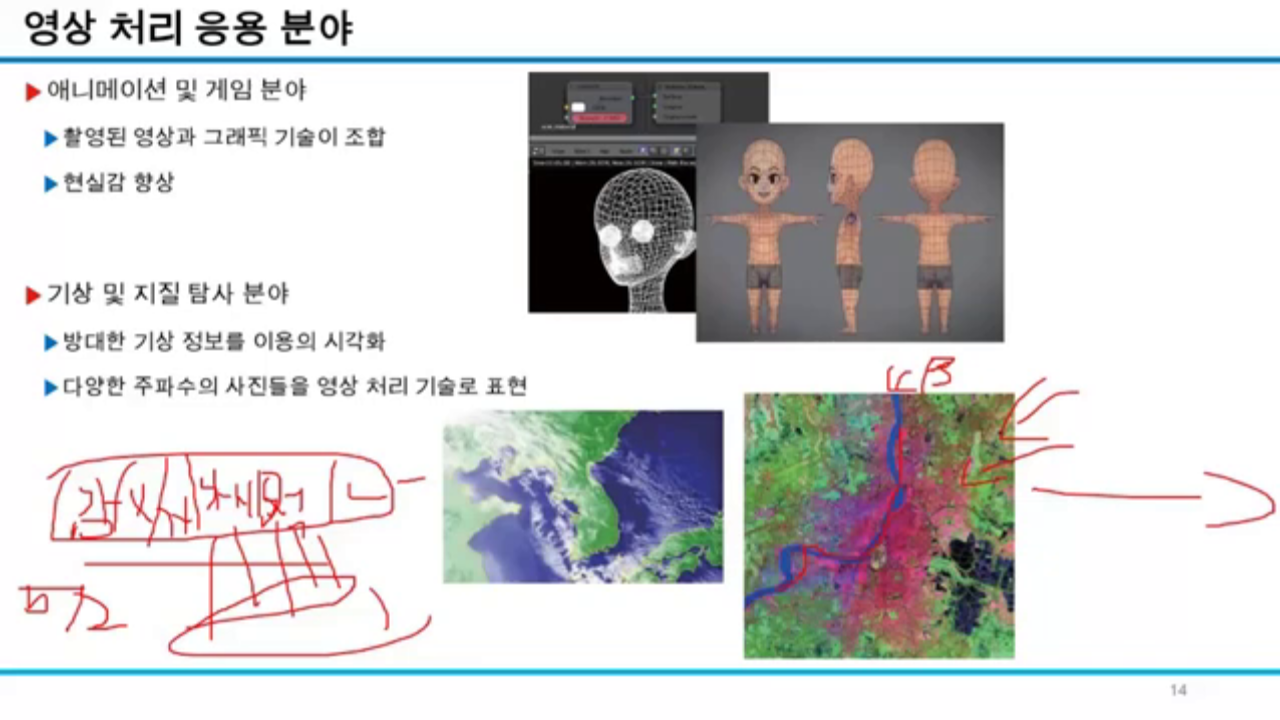 영상 처리 응용 분야
▶애니메이션 및 게임 분야
▶촬영된 영상과 그래픽 기술이 조합
▶현실감 향상
▶기상 및 지질 탐사 분야
▶방대한 기상 정보를 이용의 시각화
▶다양한 주파수의 사진들을 영상 처리 기술로 표현
14